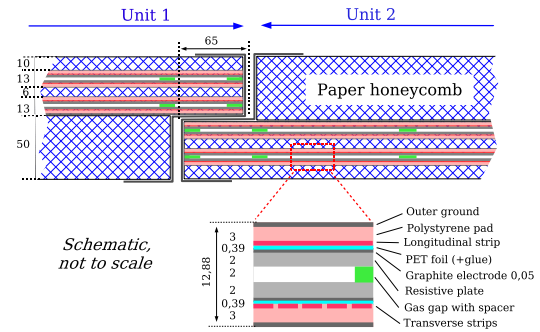 Unit 1
Unit 2
65
10
13
6
13
50
Paper honeycomb
Schematic,
not to scale
12,88
3
0,39
2
2
2
0,39
3
Outer ground
Polystyrene pad
Longitudinal strip
PET foil (+glue)
Graphite electrode 0,05
Resistive plate
Gas gap with spacer
Transverse strips